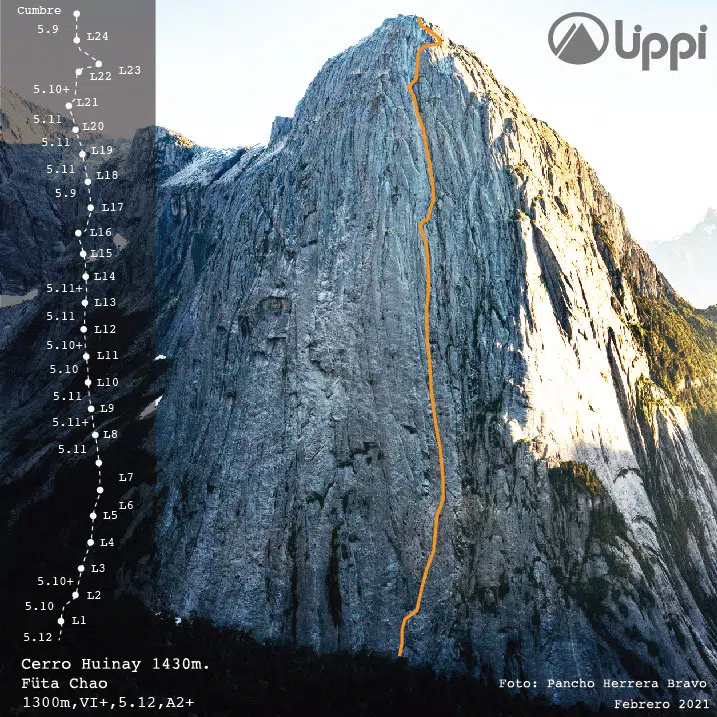 Cumbre
lippi
5.9
L24
L23
L22
5.10+
L21
5.11
L20
5.11
L19
5.11
L18
5.9
L17
L16
L15
L14
5.11+
L13
5.11
L12
5.10+
L11
5.10
L10
5.11
L9
5.11+
L8
5.11
L7
L6
L5
L4
L3
5.10+
L2
5.10
L1
5.12
Cerro Huinay 1430m.
Füta Chao
1300m,VI+,5.12,A2+
Foto: Pancho Herrera Bravo
Febrero 2021